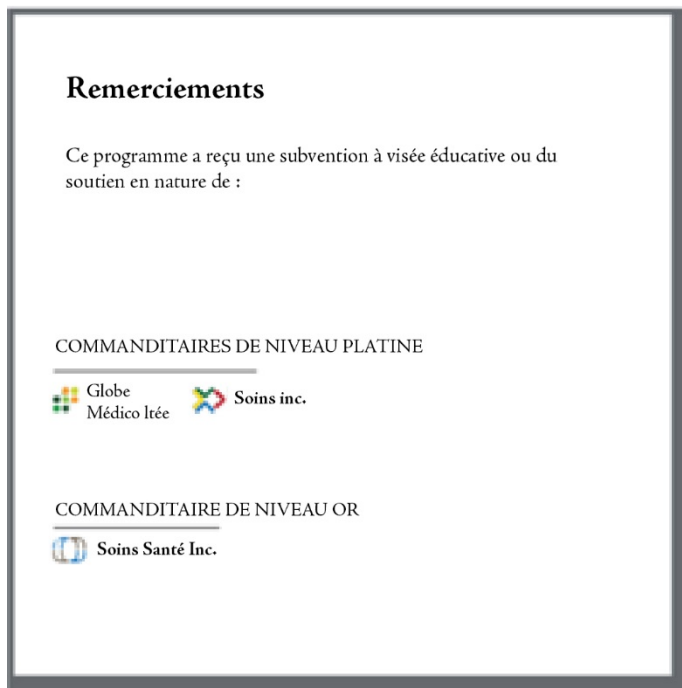 Remerciements
Ce programme a reçu une subvention à visée éducative ou du
soutien en nature de :
COMMANDITAIRES DE NIVEAU PLATINE
Globe
Médico ltée
Soins inc.
COMMANDITAIRE DE NIVEAU OR
Soins Santé Inc.